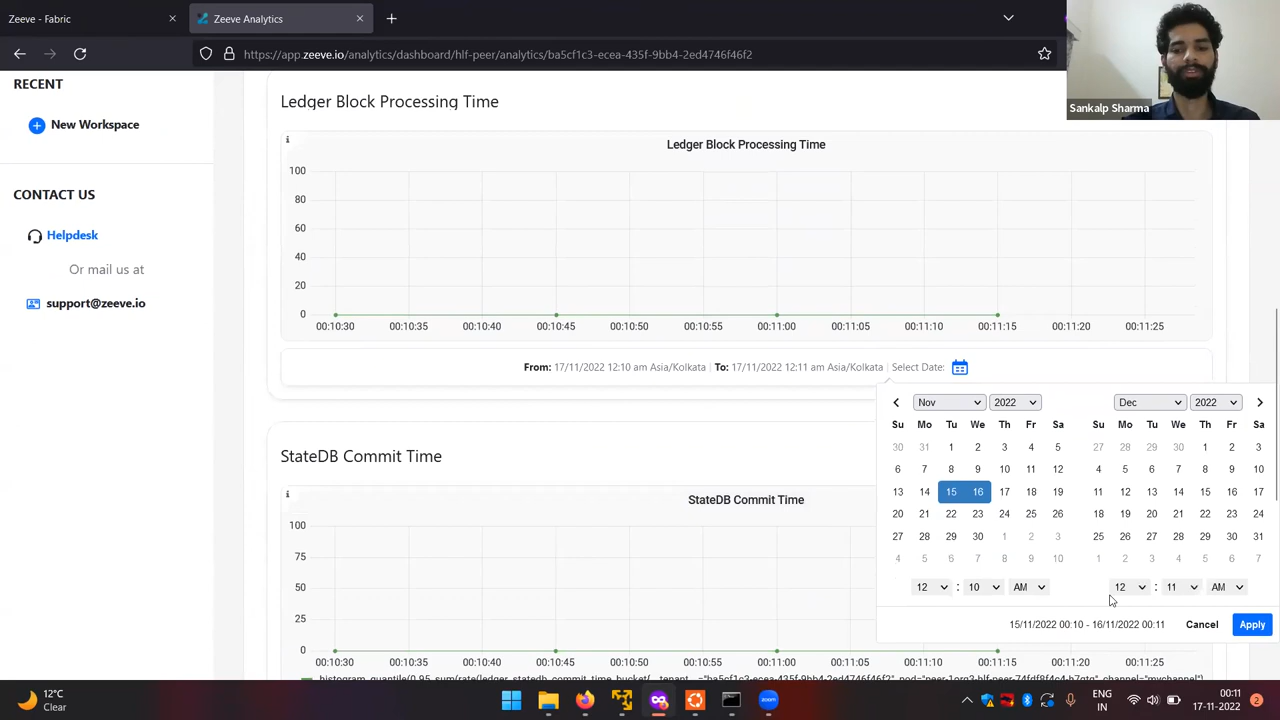 Zeeve - Fabric
Zeeve Analytics
https://app.zeeve.io/analytics/dashboard/hlf-peer/analytics/ba5cf1c3-ecea-435f-9bb4-2ed4746f46f2
Sankalp Sharma
RECENT
New Workspace
CONTACT US
Helpdesk
Or mail us at
support@zeeve.io
Ledger Block Processing Time
Ledger Block Processing Time
100
80
60
40
20
0
00:10:30 00:10:35 00:10:40 00:10:45 00:10:50 00:10:55 00:11:00 00:11:05 00:11:10 00:11:15 00:11:20 00:11:25
From: 17/11/2022 12:10 am Asia/Kolkata | To: 17/11/2022 12:11 am Asia/Kolkata | Select Date:
StateDB Commit Time
StateDB Commit Time
100
75
50
25
0
00:10:30 00:10:35 00:10:40 00:10:45 00:10:50 00:10:55 00:11:00 00:11:05 00:11:10 00:11:15 00:11:20 00:11:25
Nov 2022 Dec 2022
Su Mo Tu We Th Fr Sa Su Mo Tu We Th Fr Sa
30 31 1 2 3 4 5 27 28 29 30 1 2 3
6 7 8 9 10 11 12 4 5 6 7 8 9 10
13 14 15 16 17 18 19 11 12 13 14 15 16 17
20 21 22 23 24 25 26 18 19 20 21 22 23 24
27 28 29 30 1 2 3 25 26 27 28 29 30 31
4 5 6 7 8 9 10 1 2 3 4 5 6 7
12 : 10 AM 12 : 11 AM
15/11/2022 00:10 - 16/11/2022 00:11 Cancel Apply
12°C
Clear
ENG
IN
00:11
17-11-2022
2